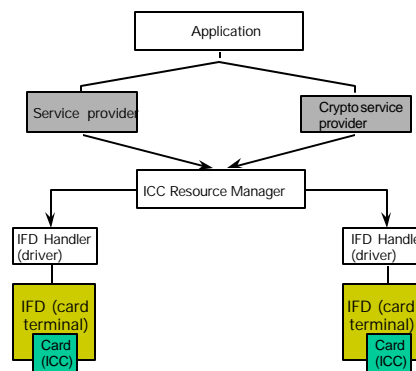 Application
Service provider
Crypto service
provider
ICC Resource Manager
IFD Handler
(driver)
IFD Handle
(driver)
IFD (card
terminal)
IFD (card
terminal)
Card
(ICC)
Card
(ICC)